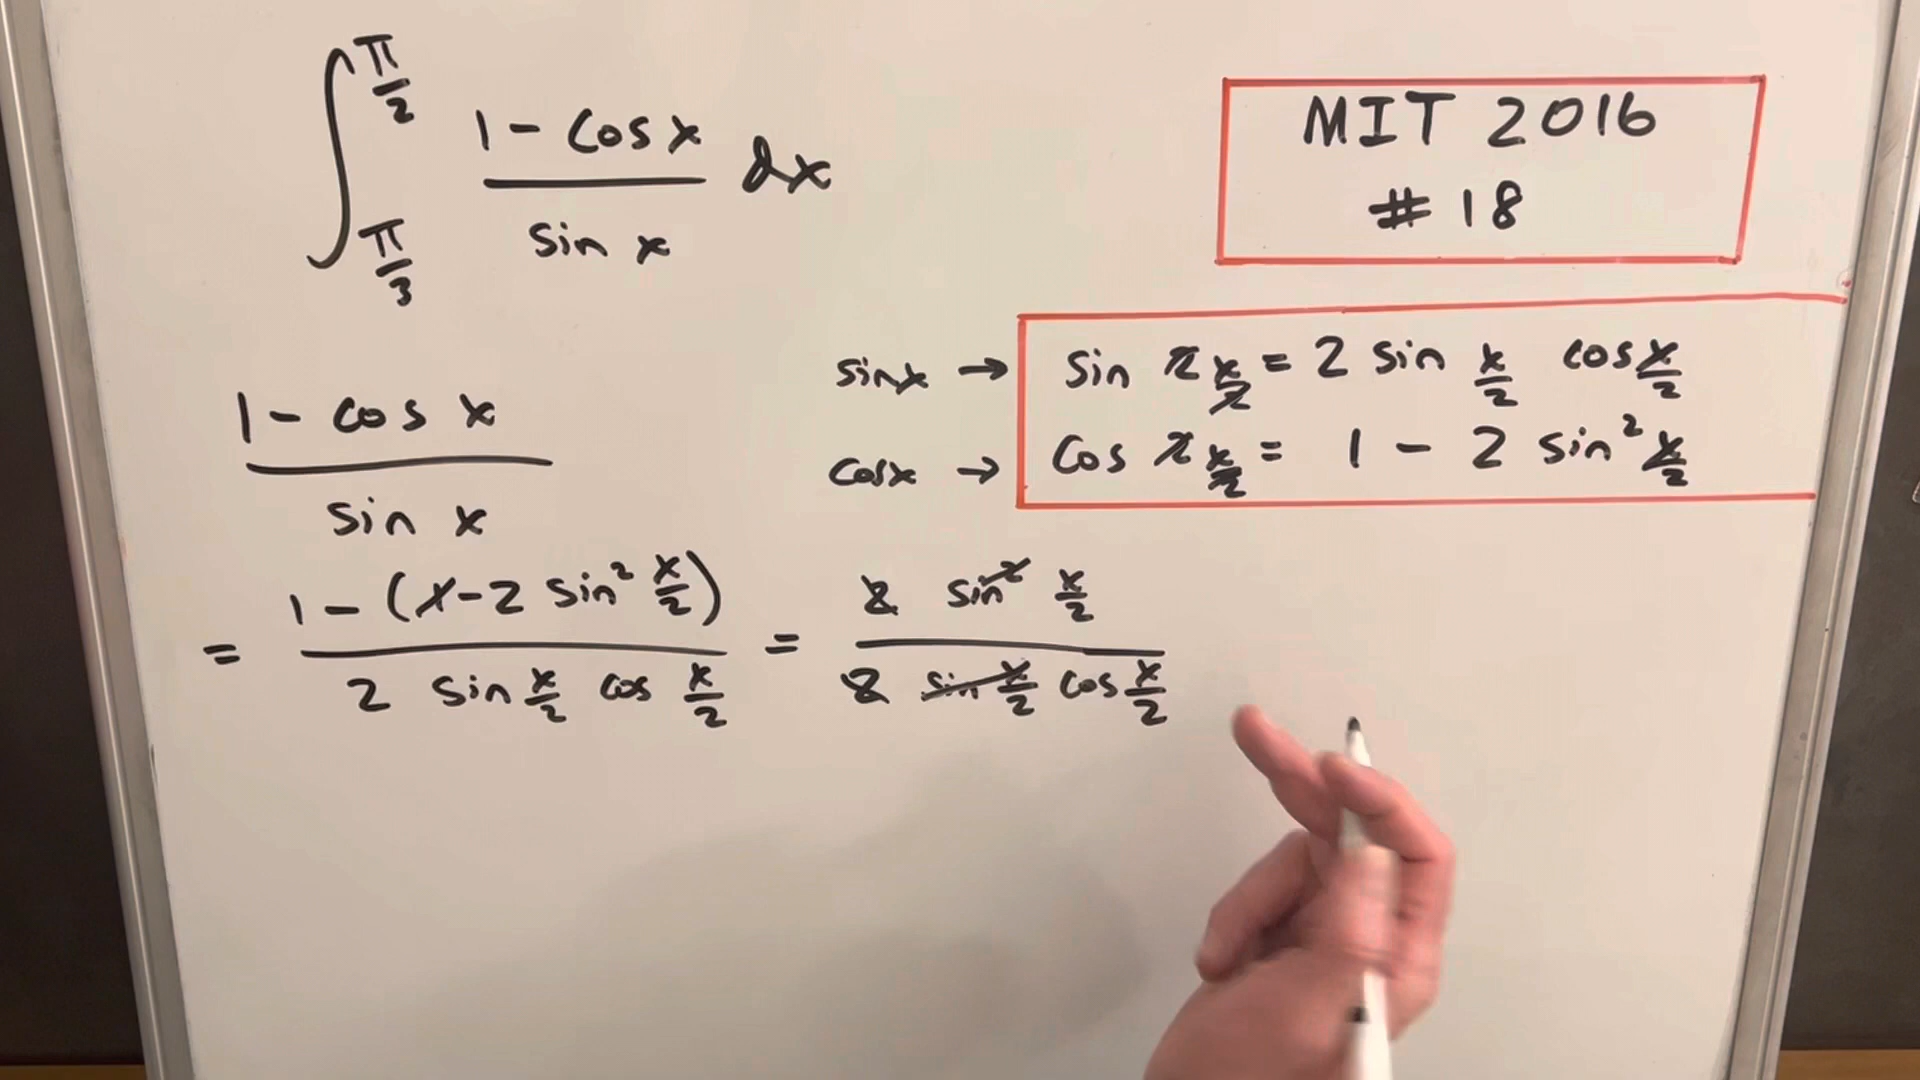 ∫_{π/3}^{π/2} (1 - cos x)/(sin x) dx
MIT 2016
# 18
sinx → sin 2 x/2 = 2 sin x/2 cos x/2
cosx → cos 2 x/2 = 1 - 2 sin² x/2
(1 - cos x)/(sin x)
= (1 - (1 - 2 sin² x/2))/(2 sin x/2 cos x/2) = (2 sin² x/2)/(2 sin x/2 cos x/2)